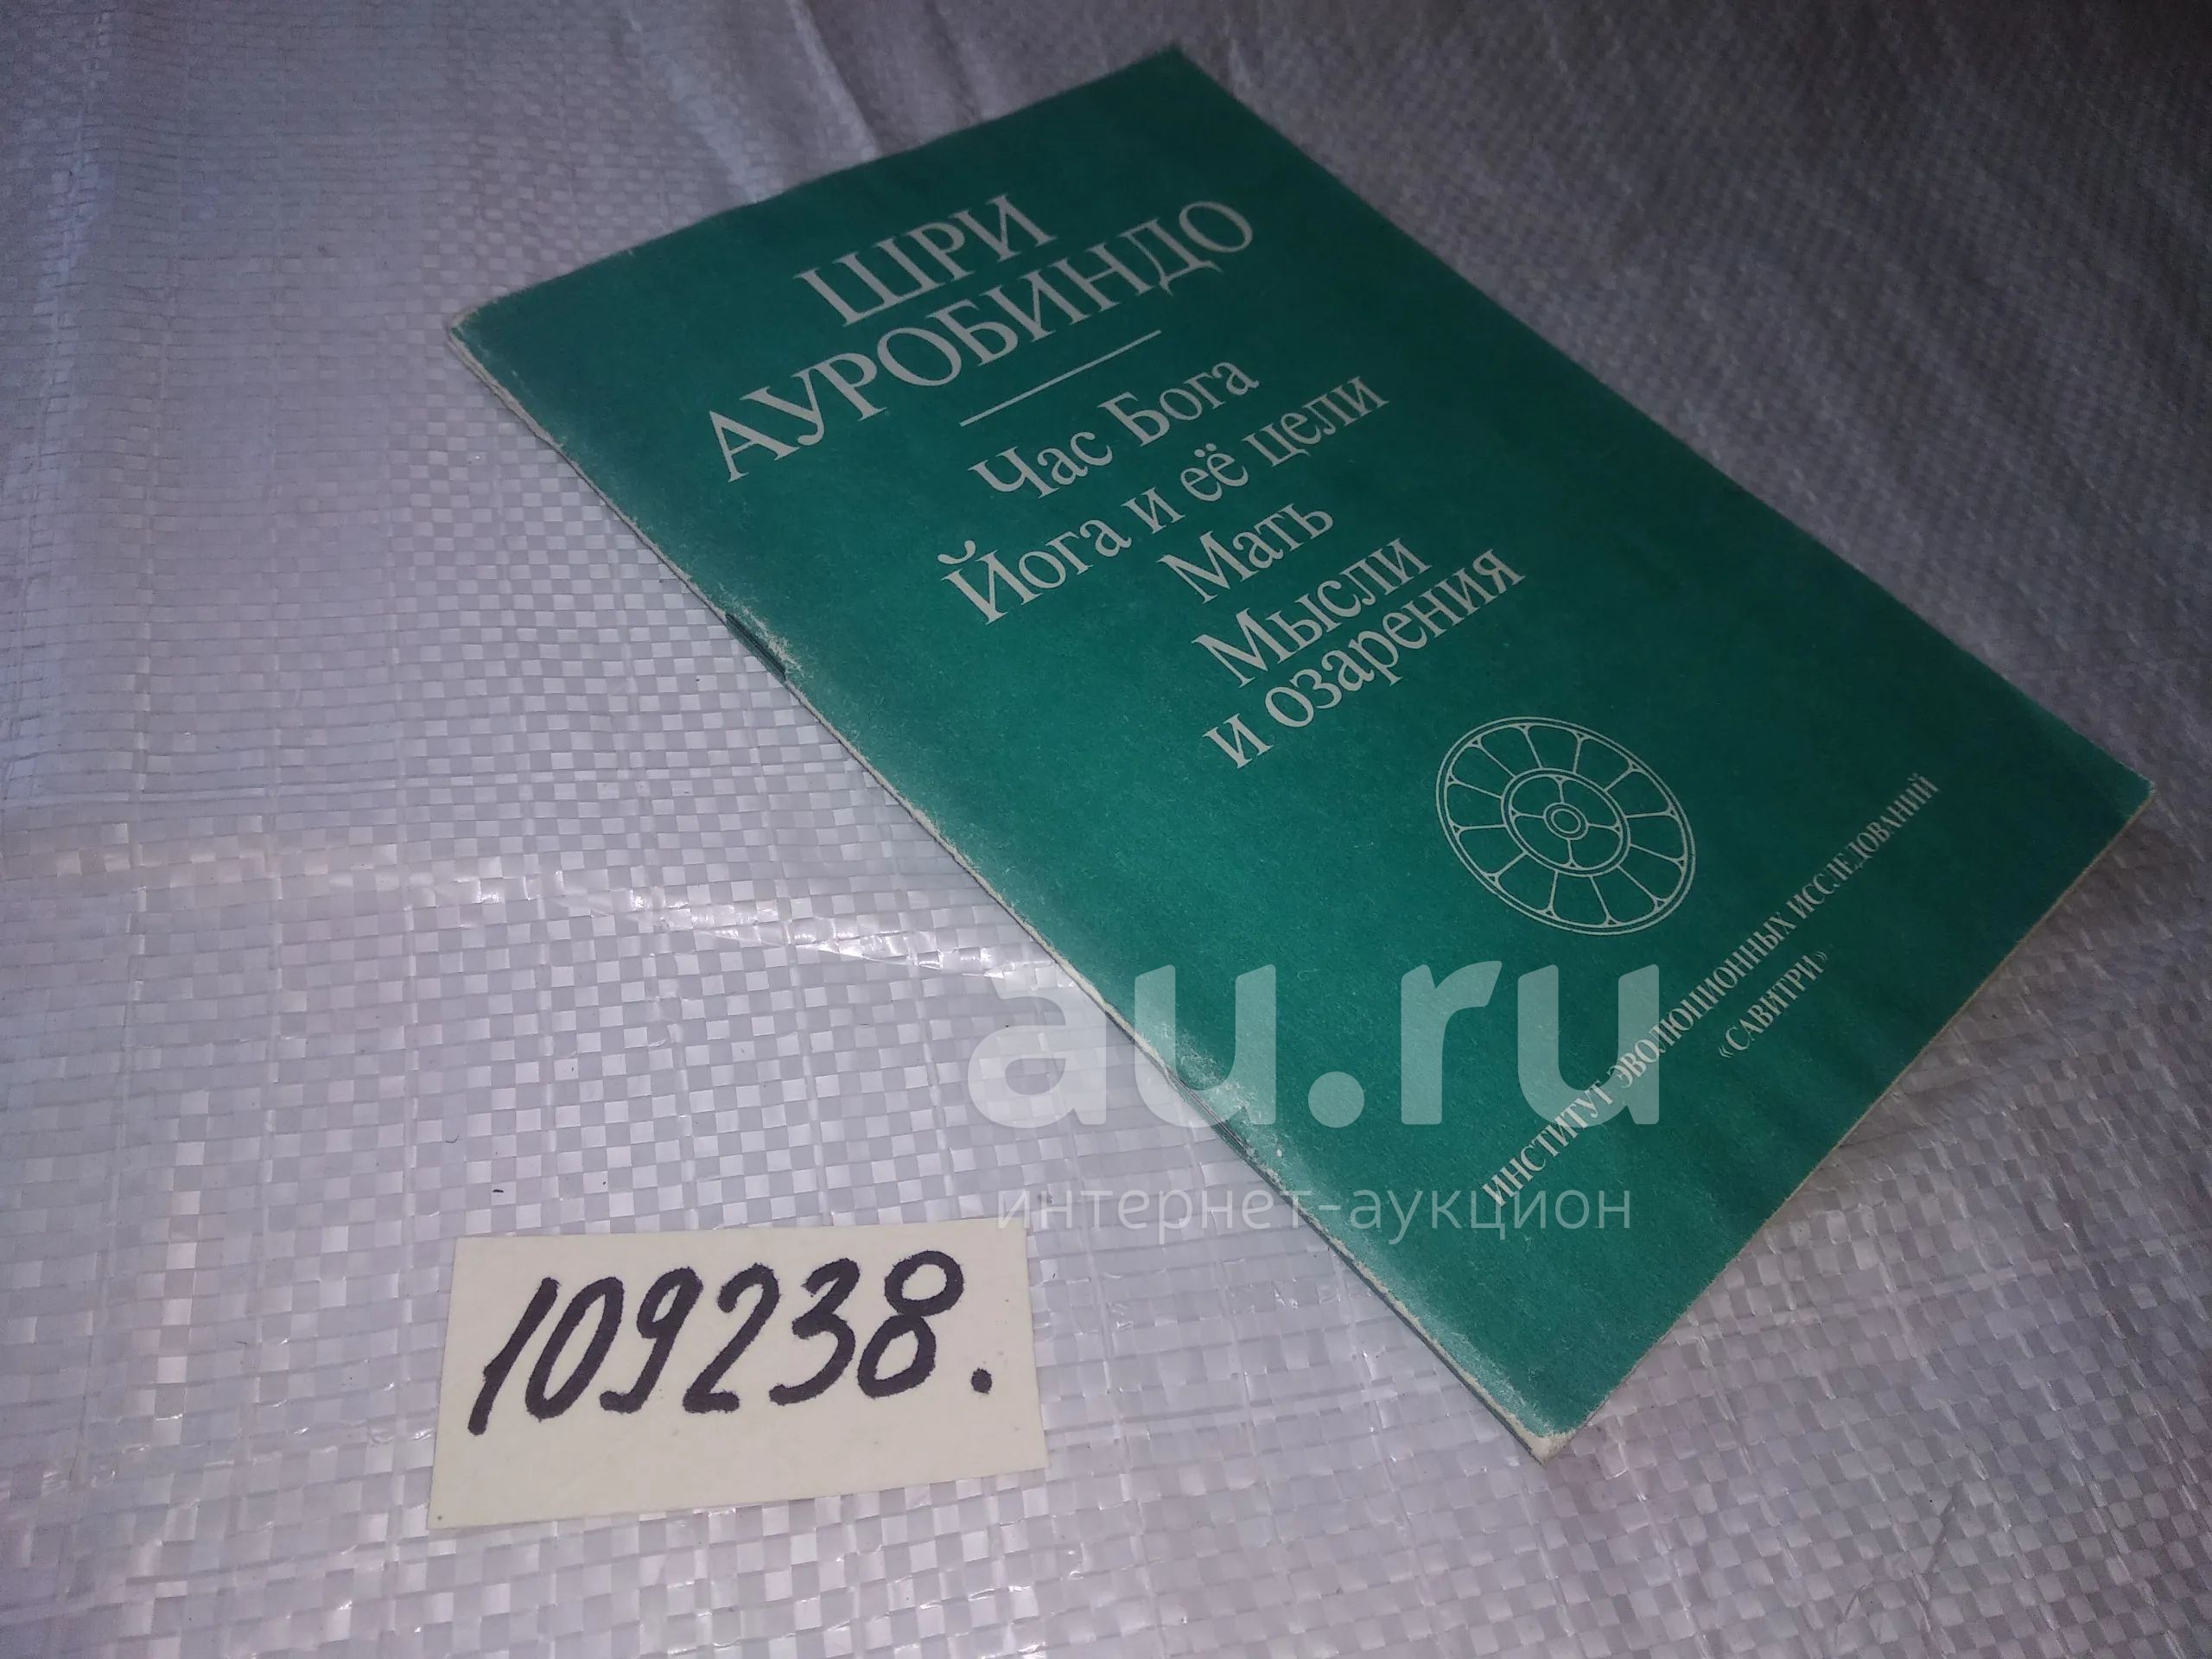 ШРИ
АУРОБИНДО
Час Бога
Йога и её цели
Мать
Мысли
и озарения
ИНСТИТУТ ЭВОЛЮЦИОННЫХ ИССЛЕДОВАНИЙ
«САВИТРИ»
au.ru
интернет-аукцион
109238.